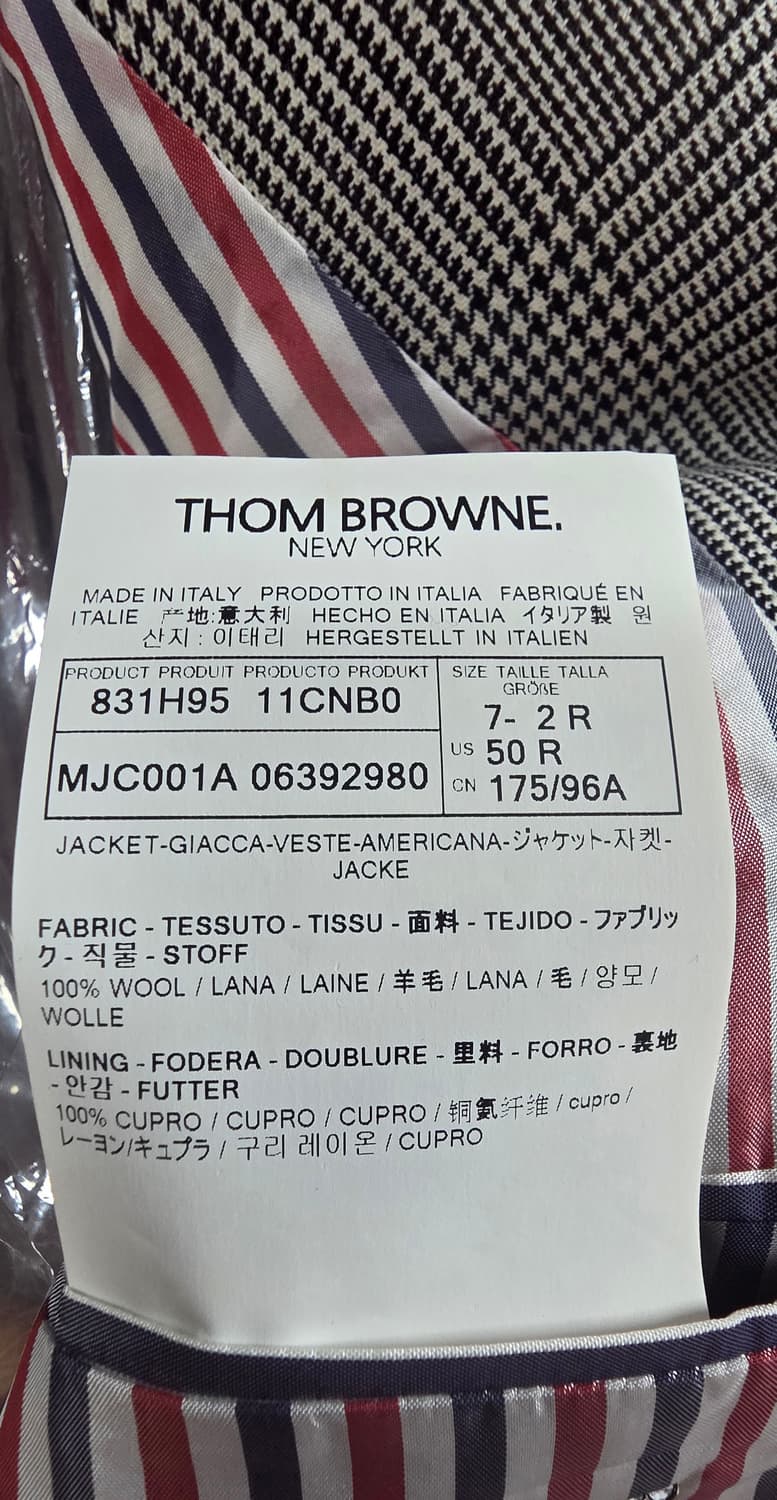 THOM BROWNE.
NEW YORK
MADE IN ITALY PRODOTTO IN ITALIA FABRIQUÉ EN
ITALIE 产地:意大利 HECHO EN ITALIA イタリア製 원
산지 : 이태리 HERGESTELLT IN ITALIEN
PRODUCT PRODUIT PRODUCTO PRODUKT
831H95 11CNB0
MJC001A 06392980
SIZE TAILLE TALLA
GRÖßE
7- 2 R
US 50 R
CN 175/96A
JACKET-GIACCA-VESTE-AMERICANA-ジャケット-자켓-
JACKE
FABRIC - TESSUTO - TISSU - 面料 - TEJIDO - ファブリッ
ク - 직물 - STOFF
100% WOOL / LANA / LAINE / 羊毛 / LANA / 毛 / 양모 /
WOLLE
LINING - FODERA - DOUBLURE - 里料 - FORRO - 裏地
- 안감 - FUTTER
100% CUPRO / CUPRO / CUPRO / 铜氨纤维 / cupro /
レーヨン/キュプラ / 구리 레이온 / CUPRO